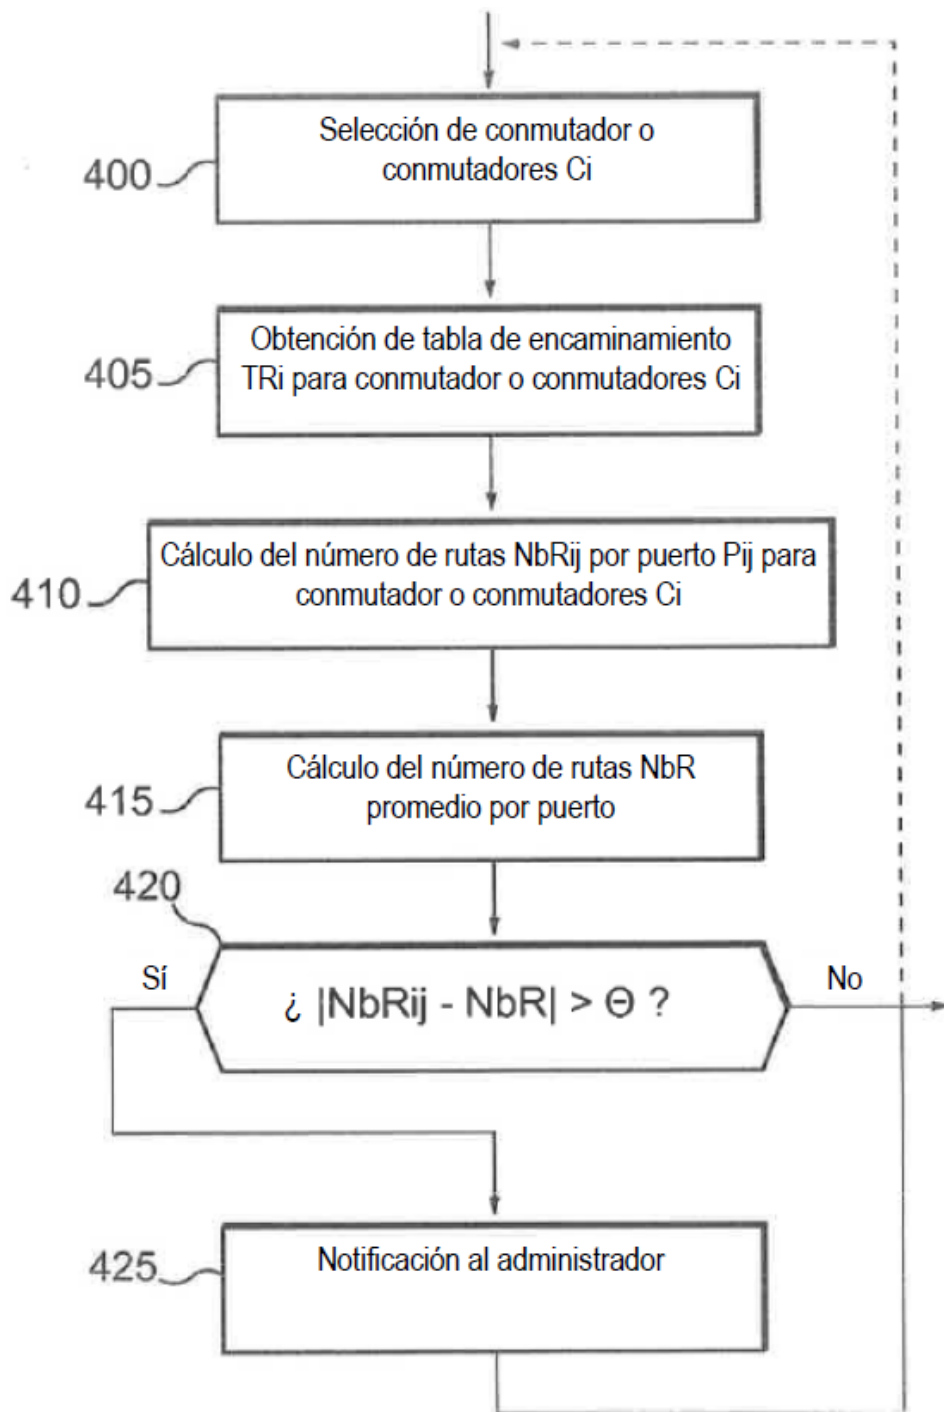 Selección de conmutador o
conmutadores Ci
400
Obtención de tabla de encaminamiento
TRi para conmutador o conmutadores Ci
405
Cálculo del número de rutas NbRij por puerto Pij para
conmutador o conmutadores Ci
410
Cálculo del número de rutas NbR
promedio por puerto
415
420
Sí
¿ |NbRij - NbR| > Θ ?
No
Notificación al administrador
425